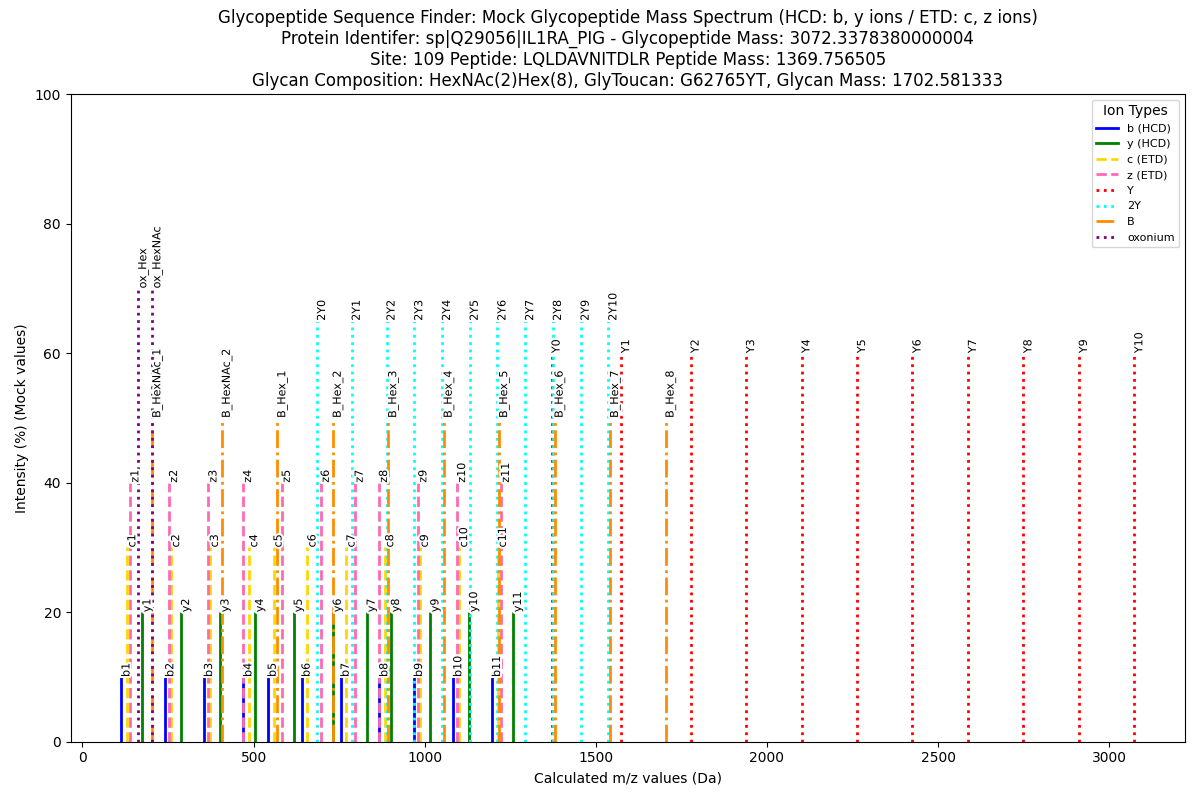 Glycopeptide Sequence Finder: Mock Glycopeptide Mass Spectrum (HCD: b, y ions / ETD: c, z ions)
Protein Identifer: sp|Q29056|IL1RA_PIG - Glycopeptide Mass: 3072.3378380000004
Site: 109 Peptide: LQLDAVNITDLR Peptide Mass: 1369.756505
Glycan Composition: HexNAc(2)Hex(8), GlyToucan: G62765YT, Glycan Mass: 1702.581333
100
80
60
40
20
0
Intensity (%) (Mock values)
Ion Types
b (HCD)
y (HCD)
c (ETD)
z (ETD)
Y
2Y
B
oxonium
ox_Hex
ox_HexNAc
2Y0
2Y1
2Y2
2Y3
2Y4
2Y5
2Y6
2Y7
2Y8
2Y9
2Y10
Y0
Y1
Y2
Y3
Y4
Y5
Y6
Y7
Y8
Y9
Y10
B_HexNAc_1
B_HexNAc_2
B_Hex_1
B_Hex_2
B_Hex_3
B_Hex_4
B_Hex_5
B_Hex_6
B_Hex_7
B_Hex_8
z1
z2
z3
z4
z5
z6
z7
z8
z9
z10
z11
c1
c2
c3
c4
c5
c6
c7
c8
c9
c10
c11
y1
y2
y3
y4
y5
y6
y7
y8
y9
y10
y11
b1
b2
b3
b4
b5
b6
b7
b8
b9
b10
b11
0
500
1000
1500
2000
2500
3000
Calculated m/z values (Da)